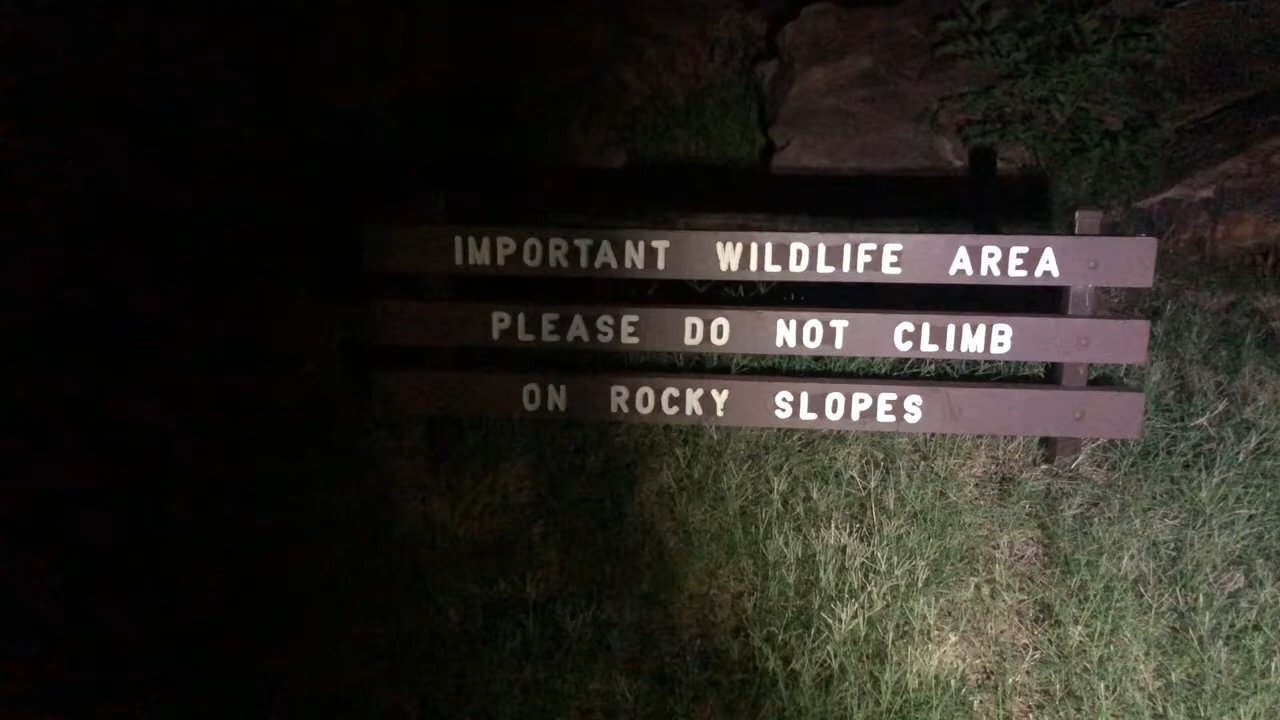 IMPORTANT WILDLIFE AREA
PLEASE DO NOT CLIMB
ON ROCKY SLOPES